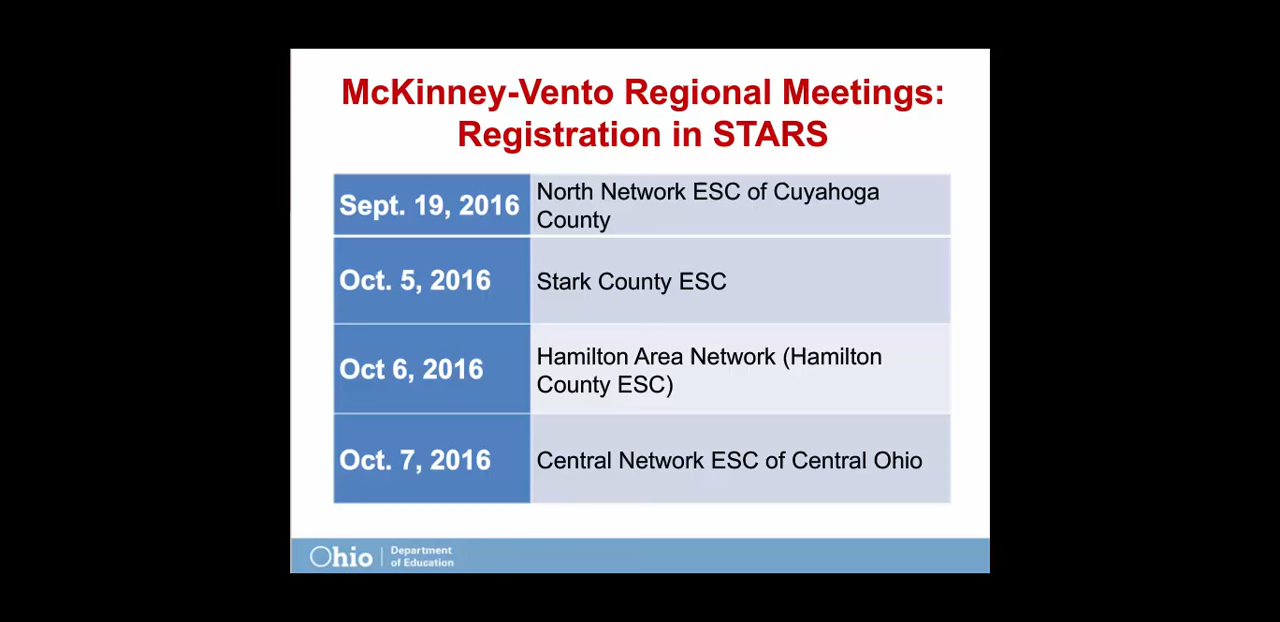 McKinney-Vento Regional Meetings:
Registration in STARS
Sept. 19, 2016
North Network ESC of Cuyahoga
County
Oct. 5, 2016
Stark County ESC
Oct 6, 2016
Hamilton Area Network (Hamilton
County ESC)
Oct. 7, 2016
Central Network ESC of Central Ohio
Ohio
Department
of Education